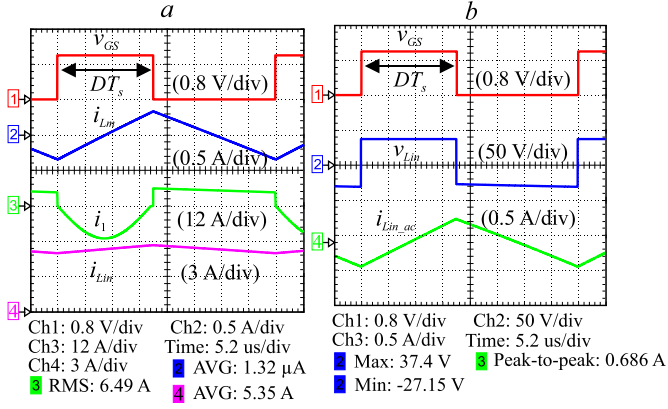 a
v_GS
DT_s
(0.8 V/div)
1
i_Lm
2
(0.5 A/div)
3
i_1
(12 A/div)
i_Lin
(3 A/div)
4
Ch1: 0.8 V/div
Ch2: 0.5 A/div
Ch3: 12 A/div
Time: 5.2 us/div
Ch4: 3 A/div
2 AVG: 1.32 µA
3 RMS: 6.49 A
4 AVG: 5.35 A
b
v_GS
DT_s
(0.8 V/div)
1
v_Lin
2
(50 V/div)
i_Lin_ac
(0.5 A/div)
4
Ch1: 0.8 V/div
Ch2: 50 V/div
Ch3: 0.5 A/div
Time: 5.2 us/div
2 Max: 37.4 V
3 Peak-to-peak: 0.686 A
2 Min: -27.15 V